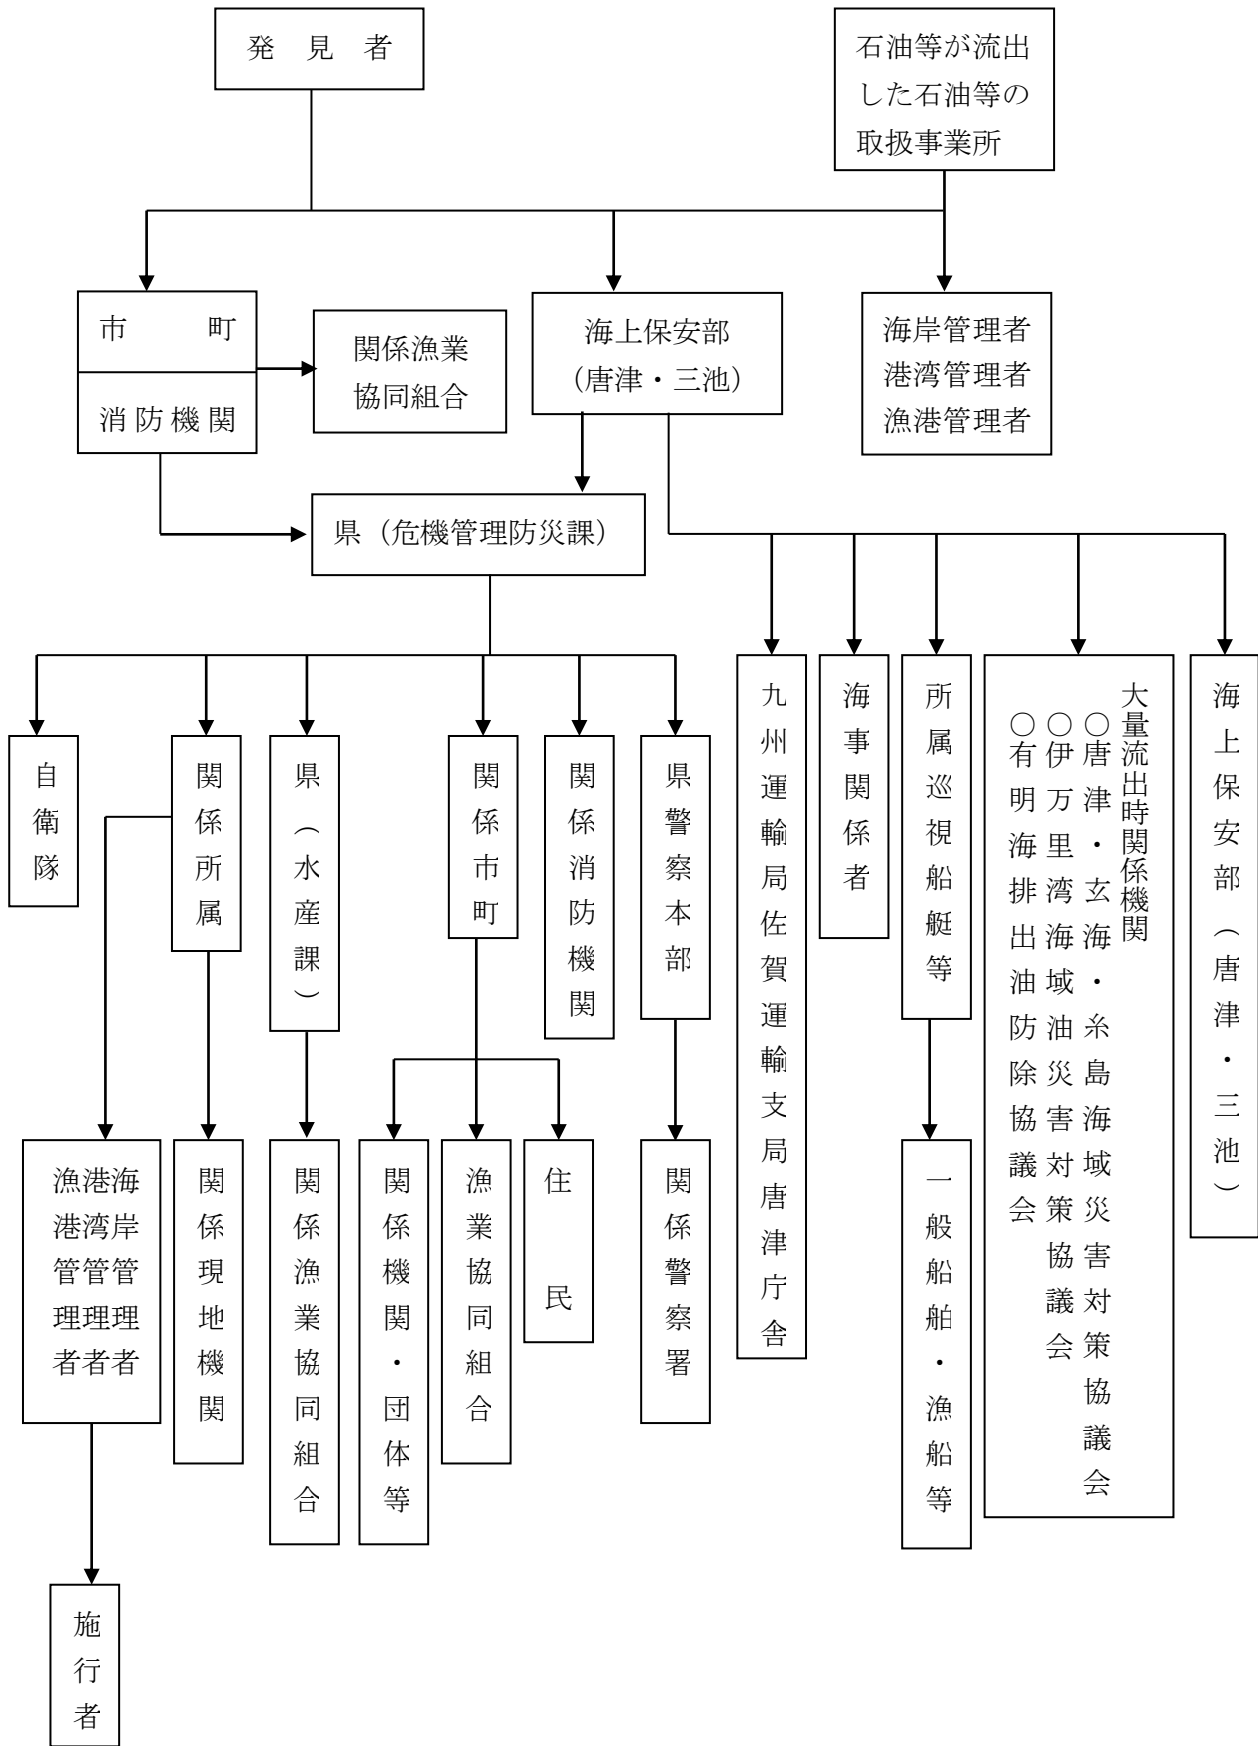 発見者
石油等が流出
した石油等の
取扱事業所
市町
消防機関
関係漁業
協同組合
海上保安部
（唐津・三池）
海岸管理者
港湾管理者
漁港管理者
県（危機管理防災課）
自衛隊
関係所属
県（水産課）
関係市町
関係消防機関
県警察本部
九州運輸局佐賀運輸支局唐津庁舎
海事関係者
所属巡視船艇等
大量流出時関係機関
○唐津・玄海・糸島海域災害対策協議会
○伊万里湾海域油災害対策協議会
○有明海排出油防除協議会
海上保安部（唐津・三池）
海岸管理者
港湾管理者
漁港管理者
関係現地機関
関係漁業協同組合
関係機関・団体等
漁業協同組合
住民
関係警察署
一般船舶・漁船等
施行者